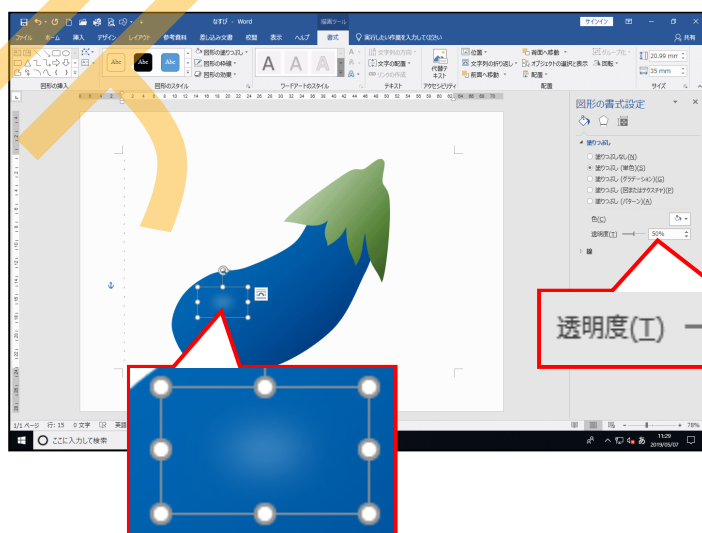 なすび - Word
描画ツール
サインイン
ファイル ホーム 挿入 デザイン レイアウト 参考資料 差し込み文書 校閲 表示 ヘルプ 書式 実行したい作業を入力してください 共有
Abc Abc Abc
図形の塗りつぶし
図形の枠線
図形の効果
A A A
文字列の方向
文字の配置
リンクの作成
代替テ
キスト
位置
文字列の折り返し
前面へ移動
背面へ移動
オブジェクトの選択と表示
配置
グループ化
回転
20.99 mm
35 mm
図形の挿入 図形のスタイル ワードアートのスタイル テキスト アクセシビリティ 配置 サイズ
図形の書式設定
塗りつぶし
塗りつぶしなし(N)
塗りつぶし (単色)(S)
塗りつぶし (グラデーション)(G)
塗りつぶし (図またはテクスチャ)(E)
塗りつぶし (パターン)(A)
色(C)
透明度(T) 50%
線
透明度(T)
1/1 ページ 行: 15 0 文字 英語
78%
ここに入力して検索
あ
11:29
2019/05/07